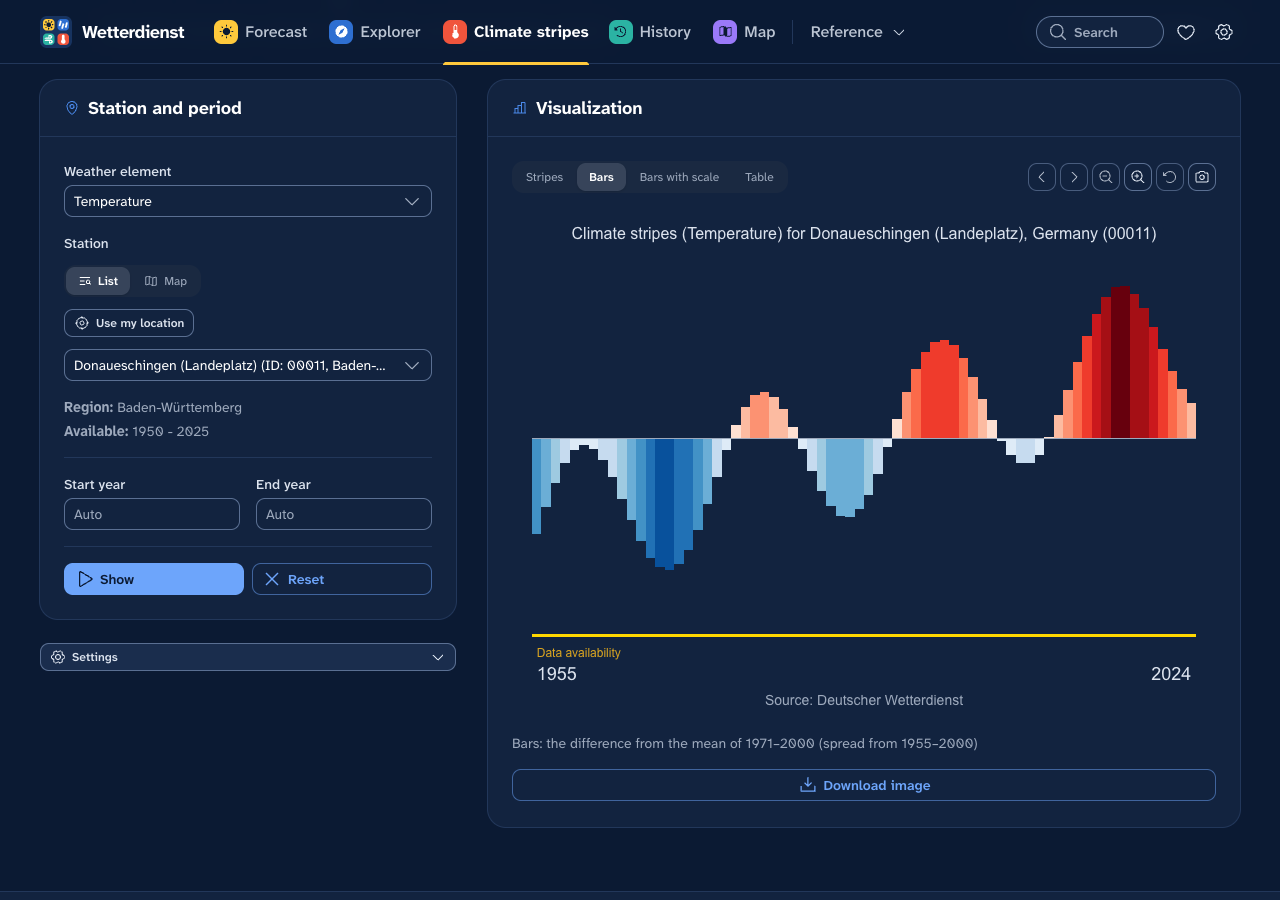 Wetterdienst
Forecast
Explorer
Climate stripes
History
Map
Reference
Search
Station and period
Weather element
Temperature
Station
List
Map
Use my location
Donaueschingen (Landeplatz) (ID: 00011, Baden-...
Region: Baden-Württemberg
Available: 1950 - 2025
Start year
End year
Auto
Auto
Show
Reset
Settings
Visualization
Stripes
Bars
Bars with scale
Table
Climate stripes (Temperature) for Donaueschingen (Landeplatz), Germany (00011)
Data availability
1955
2024
Source: Deutscher Wetterdienst
Bars: the difference from the mean of 1971–2000 (spread from 1955–2000)
Download image